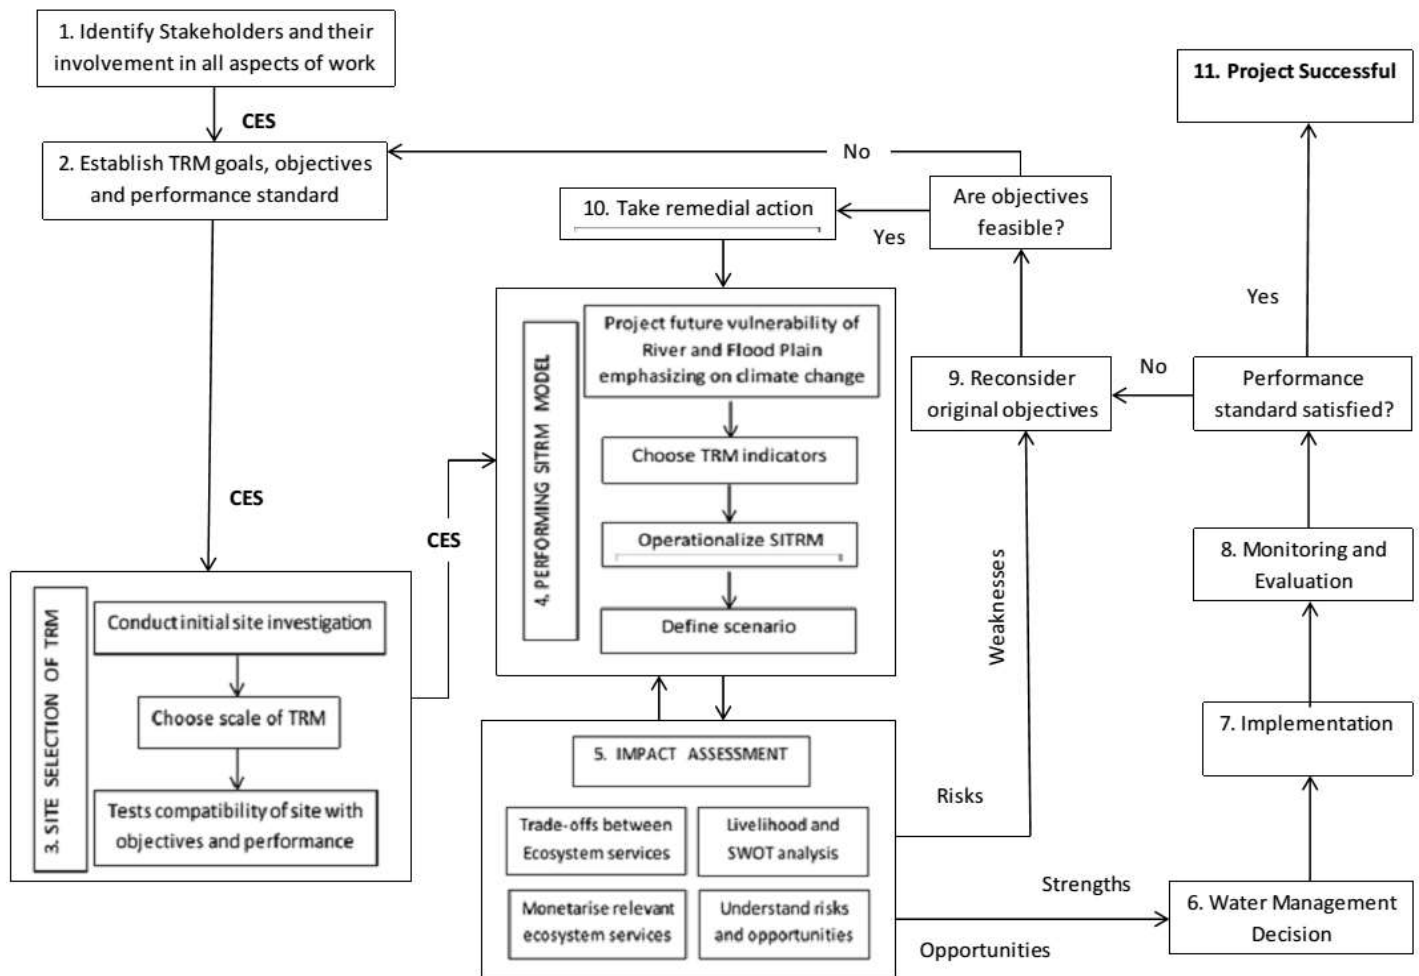 1. Identify Stakeholders and their
involvement in all aspects of work
CES
2. Establish TRM goals, objectives
and performance standard
CES
3. SITE SELECTION OF TRM
Conduct initial site investigation
Choose scale of TRM
Tests compatibility of site with
objectives and performance
CES
10. Take remedial action
4. PERFORMING SITRM MODEL
Project future vulnerability of
River and Flood Plain
emphasizing on climate change
Choose TRM indicators
Operationalize SITRM
Define scenario
5. IMPACT ASSESSMENT
Trade-offs between
Ecosystem services
Livelihood and
SWOT analysis
Monetarise relevant
ecosystem services
Understand risks
and opportunities
Risks
Weaknesses
Strengths
Opportunities
6. Water Management
Decision
7. Implementation
8. Monitoring and
Evaluation
Performance
standard satisfied?
Yes
No
11. Project Successful
9. Reconsider
original objectives
Are objectives
feasible?
Yes
No